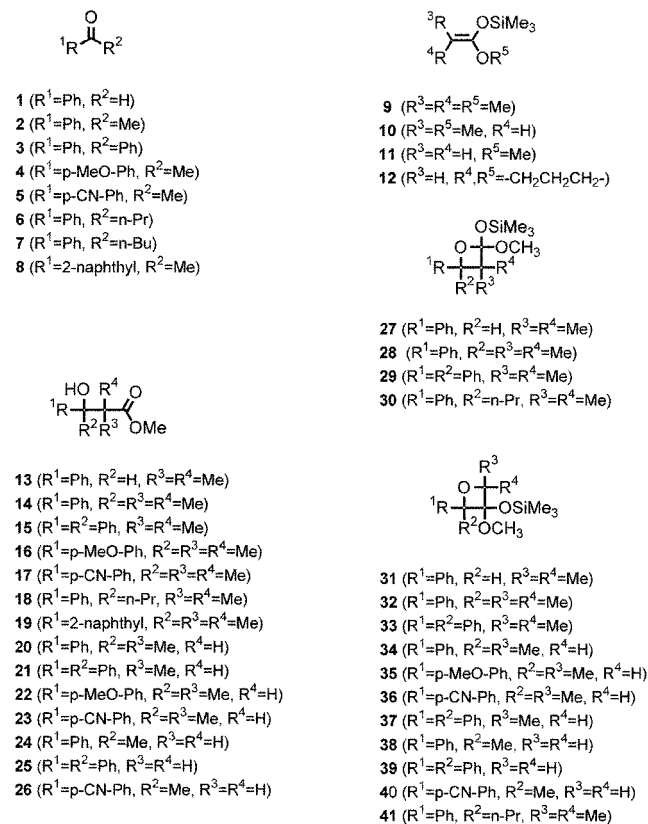 O
¹R R²
1 (R¹=Ph, R²=H)
2 (R¹=Ph, R²=Me)
3 (R¹=Ph, R²=Ph)
4 (R¹=p-MeO-Ph, R²=Me)
5 (R¹=p-CN-Ph, R²=Me)
6 (R¹=Ph, R²=n-Pr)
7 (R¹=Ph, R²=n-Bu)
8 (R¹=2-naphthyl, R²=Me)
HO R⁴ O
¹R OMe
R² R³
13 (R¹=Ph, R²=H, R³=R⁴=Me)
14 (R¹=Ph, R²=R³=R⁴=Me)
15 (R¹=R²=Ph, R³=R⁴=Me)
16 (R¹=p-MeO-Ph, R²=R³=R⁴=Me)
17 (R¹=p-CN-Ph, R²=R³=R⁴=Me)
18 (R¹=Ph, R²=n-Pr, R³=R⁴=Me)
19 (R¹=2-naphthyl, R²=R³=R⁴=Me)
20 (R¹=Ph, R²=R³=Me, R⁴=H)
21 (R¹=R²=Ph, R³=Me, R⁴=H)
22 (R¹=p-MeO-Ph, R²=R³=Me, R⁴=H)
23 (R¹=p-CN-Ph, R²=R³=Me, R⁴=H)
24 (R¹=Ph, R²=Me, R³=R⁴=H)
25 (R¹=R²=Ph, R³=R⁴=H)
26 (R¹=p-CN-Ph, R²=Me, R³=R⁴=H)
³R OSiMe₃
⁴R OR⁵
9 (R³=R⁴=R⁵=Me)
10 (R³=R⁵=Me, R⁴=H)
11 (R³=R⁴=H, R⁵=Me)
12 (R³=H, R⁴,R⁵=-CH₂CH₂CH₂-)
OSiMe₃
O OCH₃
¹R R⁴
R² R³
27 (R¹=Ph, R²=H, R³=R⁴=Me)
28 (R¹=Ph, R²=R³=R⁴=Me)
29 (R¹=R²=Ph, R³=R⁴=Me)
30 (R¹=Ph, R²=n-Pr, R³=R⁴=Me)
R³
O R⁴
¹R OSiMe₃
R² OCH₃
31 (R¹=Ph, R²=H, R³=R⁴=Me)
32 (R¹=Ph, R²=R³=R⁴=Me)
33 (R¹=R²=Ph, R³=R⁴=Me)
34 (R¹=Ph, R²=R³=Me, R⁴=H)
35 (R¹=p-MeO-Ph, R²=R³=Me, R⁴=H)
36 (R¹=p-CN-Ph, R²=R³=Me, R⁴=H)
37 (R¹=R²=Ph, R³=Me, R⁴=H)
38 (R¹=Ph, R²=Me, R³=R⁴=H)
39 (R¹=R²=Ph, R³=R⁴=H)
40 (R¹=p-CN-Ph, R²=Me, R³=R⁴=H)
41 (R¹=Ph, R²=n-Pr, R³=R⁴=Me)